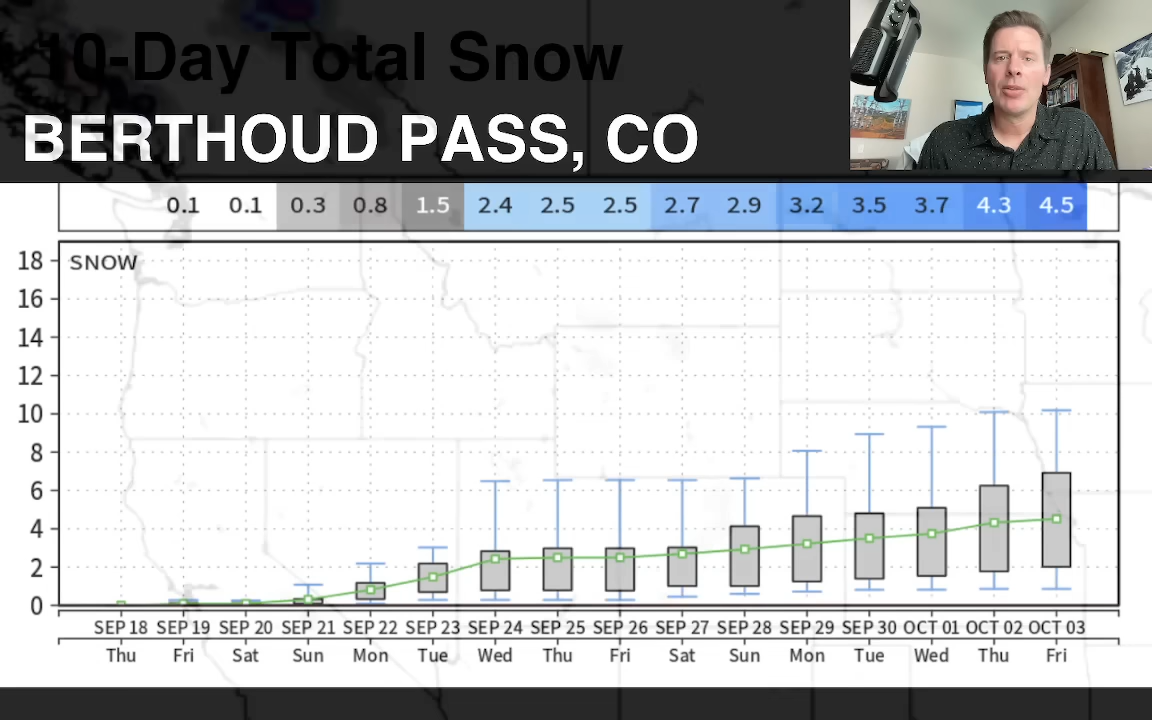 10-Day Total Snow
BERTHOUD PASS, CO
0.1 0.1 0.3 0.8 1.5 2.4 2.5 2.5 2.7 2.9 3.2 3.5 3.7 4.3 4.5
SNOW
18
16
14
12
10
8
6
4
2
0
SEP 18 SEP 19 SEP 20 SEP 21 SEP 22 SEP 23 SEP 24 SEP 25 SEP 26 SEP 27 SEP 28 SEP 29 SEP 30 OCT 01 OCT 02 OCT 03
Thu Fri Sat Sun Mon Tue Wed Thu Fri Sat Sun Mon Tue Wed Thu Fri